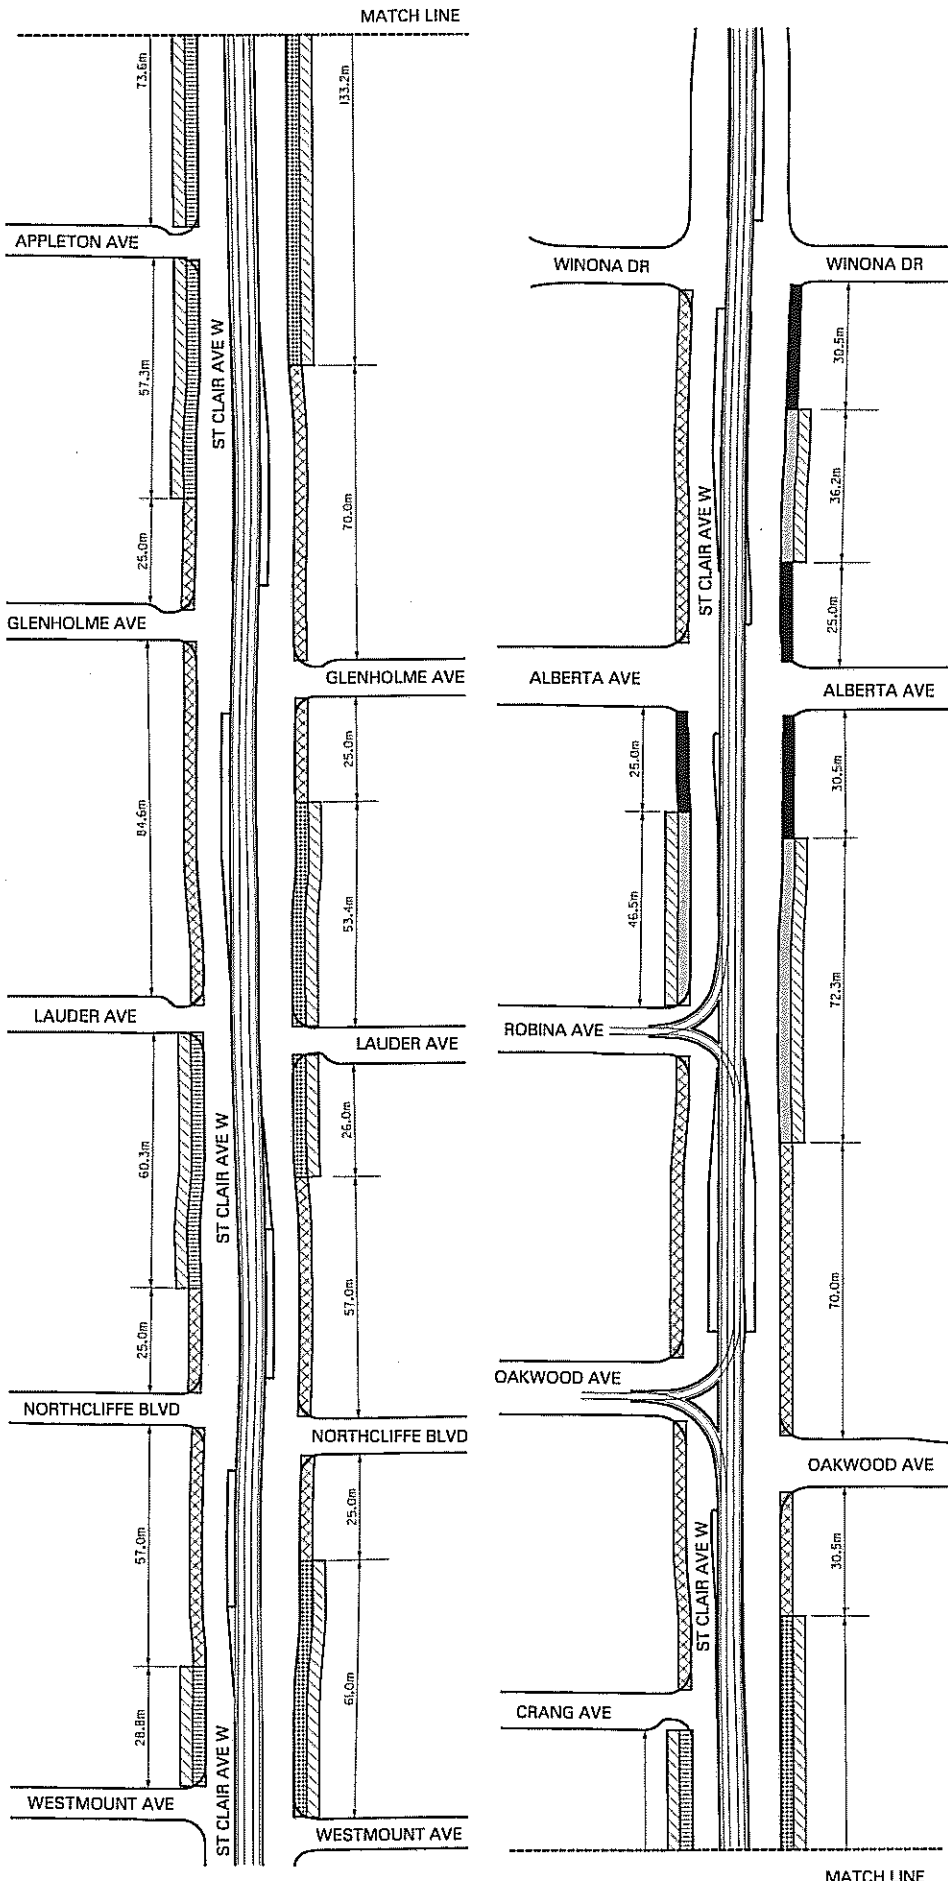 MATCH LINE
73.6m
133.2m
APPLETON AVE
57.3m
ST CLAIR AVE W
70.0m
25.0m
GLENHOLME AVE
GLENHOLME AVE
84.6m
25.0m
53.4m
LAUDER AVE
LAUDER AVE
60.3m
ST CLAIR AVE W
26.0m
57.0m
25.0m
NORTHCLIFFE BLVD
NORTHCLIFFE BLVD
57.0m
25.0m
61.0m
28.8m
ST CLAIR AVE W
WESTMOUNT AVE
WESTMOUNT AVE
WINONA DR
WINONA DR
30.5m
36.2m
ST CLAIR AVE W
25.0m
ALBERTA AVE
ALBERTA AVE
25.0m
30.5m
46.5m
72.3m
ROBINA AVE
70.0m
OAKWOOD AVE
OAKWOOD AVE
30.5m
ST CLAIR AVE W
CRANG AVE
MATCH LINE